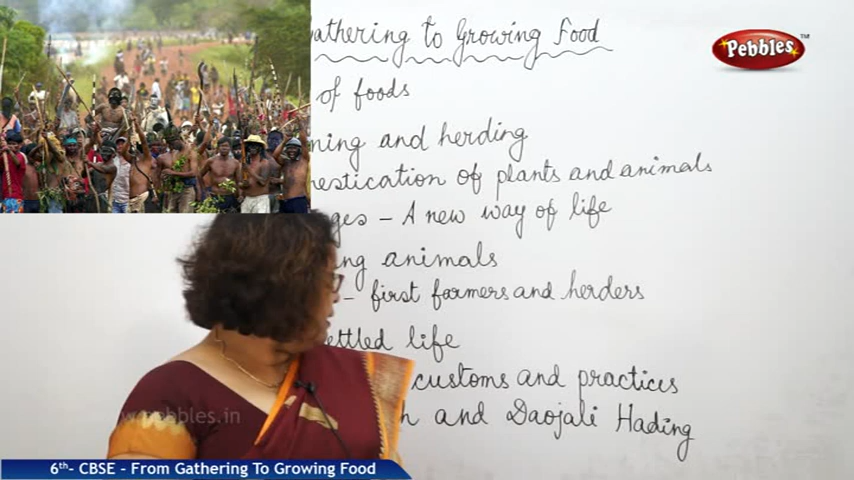 athering to Growing Food
Pebbles TM
of foods
ning and herding
mestication of plants and animals
ges - A new way of life
ng animals
- first farmers and herders
ettled life
customs and practices
h and Daojali Hading
www.pebbles.in
6th- CBSE - From Gathering To Growing Food